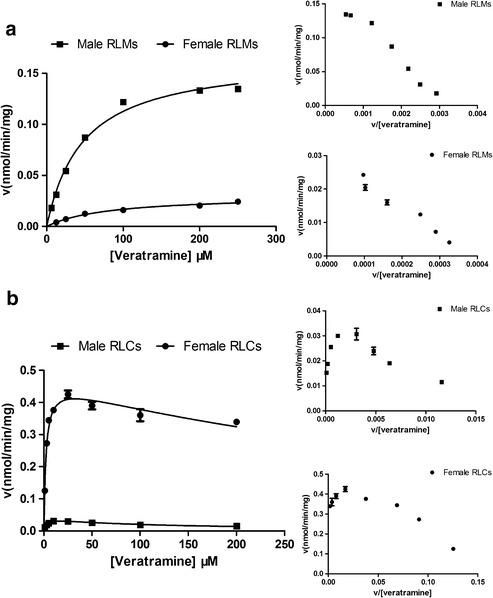 a
Male RLMs Female RLMs
v(nmol/min/mg)
0.15
0.10
0.05
0.00
0 50 100 150 200 250 300
[Veratramine] µM
Male RLMs
v(nmol/min/mg)
0.15
0.10
0.05
0.00
0.000 0.001 0.002 0.003 0.004
v/[veratramine]
Female RLMs
v(nmol/min/mg)
0.03
0.02
0.01
0.00
0.0000 0.0001 0.0002 0.0003 0.0004
v/[veratramine]
b
Male RLCs Female RLCs
v(nmol/min/mg)
0.5
0.4
0.3
0.2
0.1
0.0
0 50 100 150 200 250
[Veratramine] µM
Male RLCs
v(nmol/min/mg)
0.04
0.03
0.02
0.01
0.00
0.000 0.005 0.010 0.015
v/[veratramine]
Female RLCs
v(nmol/min/mg)
0.5
0.4
0.3
0.2
0.1
0.0
0.00 0.05 0.10 0.15
v/[veratramine]